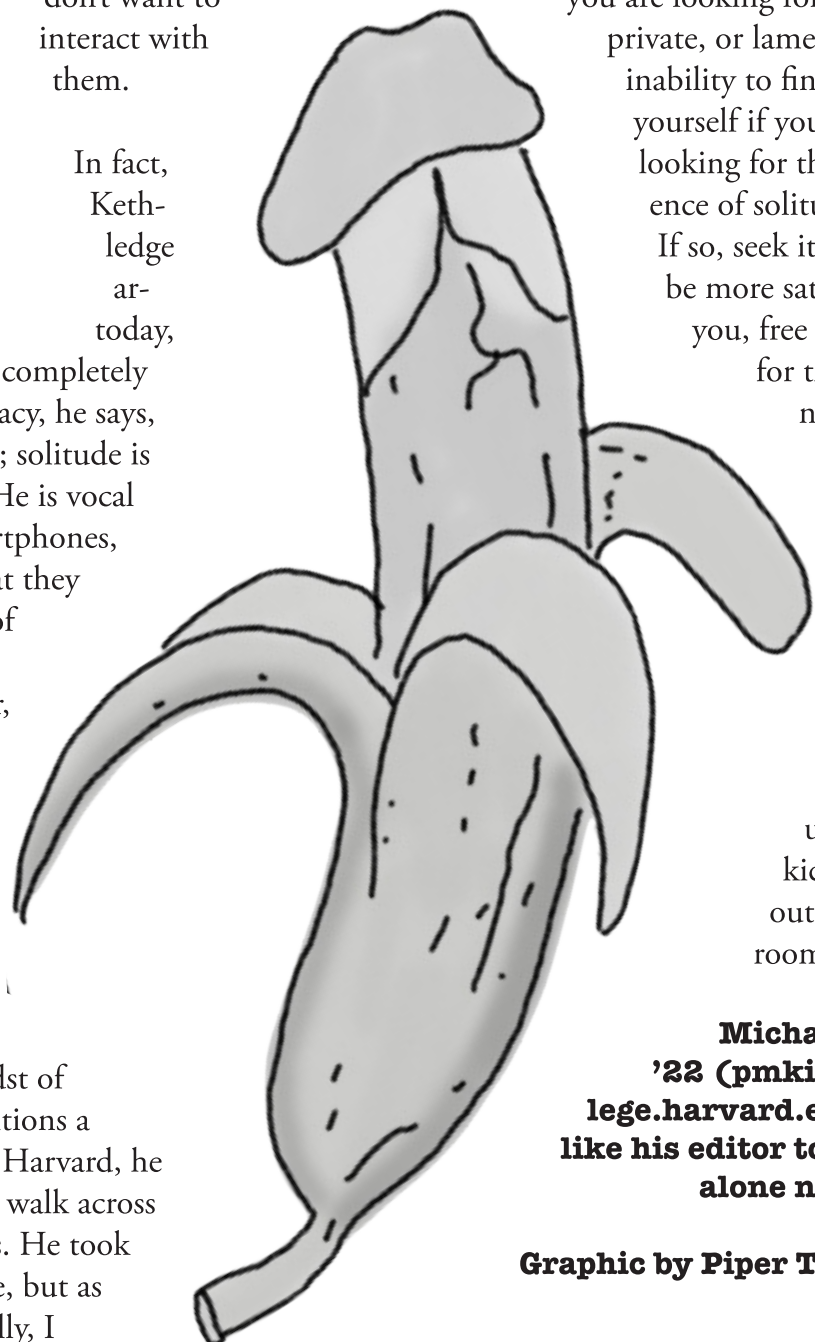 don't want to
interact with
them.
In fact,
Keth-
ledge
ar-
today,
completely
acy, he says,
; solitude is
He is vocal
rtphones,
at they
of
r,
dst of
tions a
Harvard, he
walk across
s. He took
e, but as
lly, I
you are looking for
private, or lame
inability to fin
yourself if you
looking for th
ence of solitu
If so, seek it
be more sat
you, free
for t
n
u
kic
out
room
Micha
’22 (pmki
lege.harvard.e
like his editor to
alone n
Graphic by Piper T